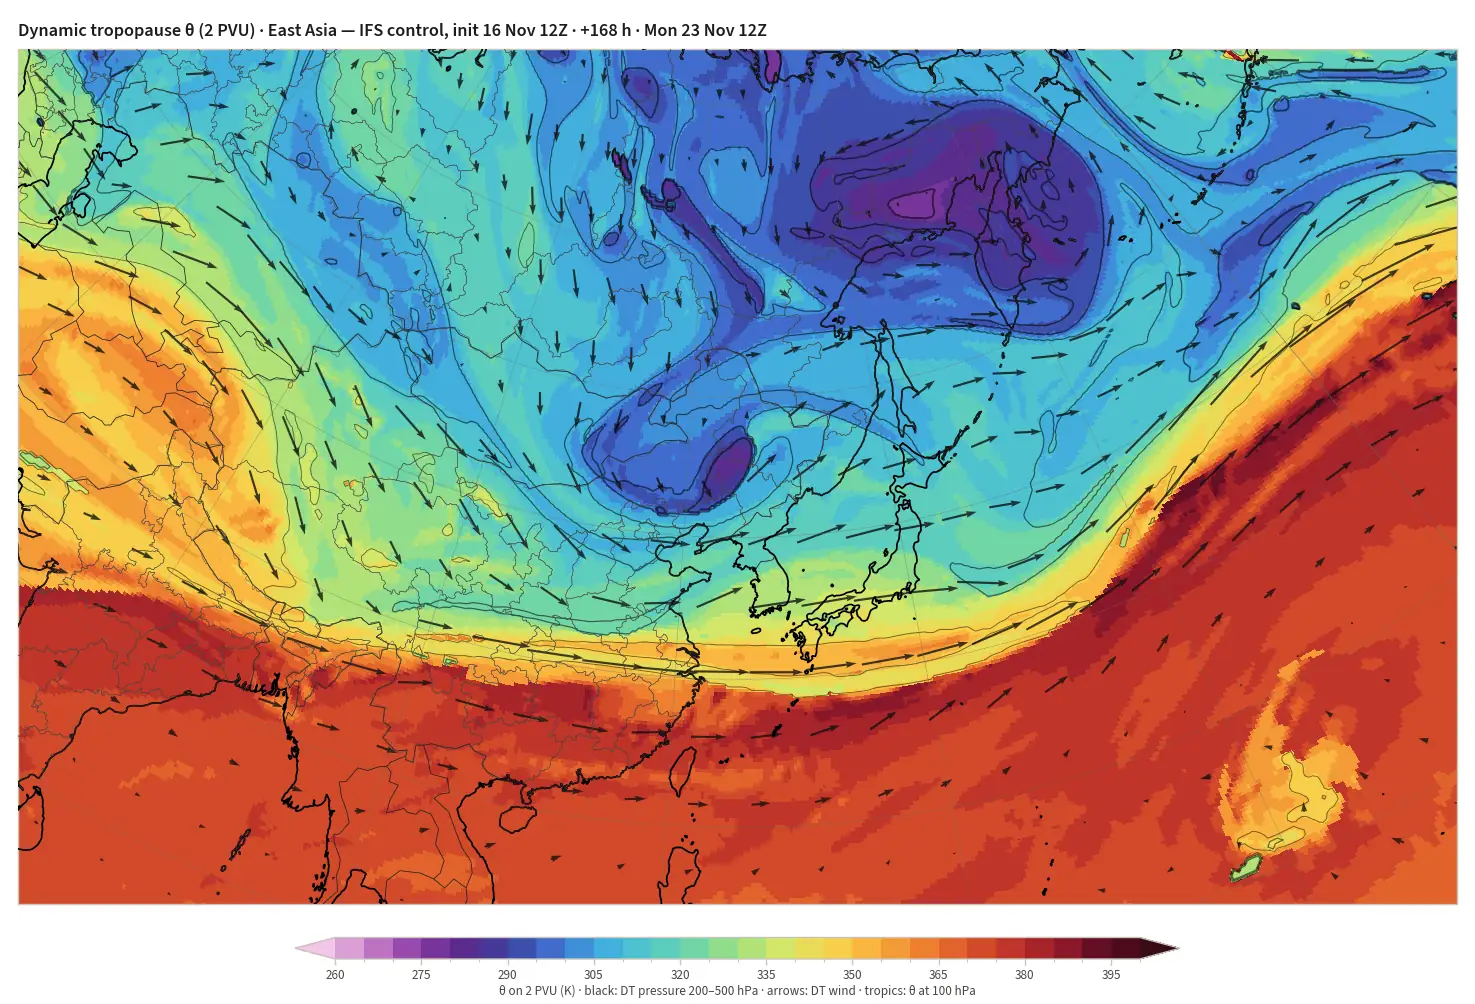 Dynamic tropopause θ (2 PVU) · East Asia — IFS control, init 16 Nov 12Z · +168 h · Mon 23 Nov 12Z
260 275 290 305 320 335 350 365 380 395
θ on 2 PVU (K) · black: DT pressure 200–500 hPa · arrows: DT wind · tropics: θ at 100 hPa